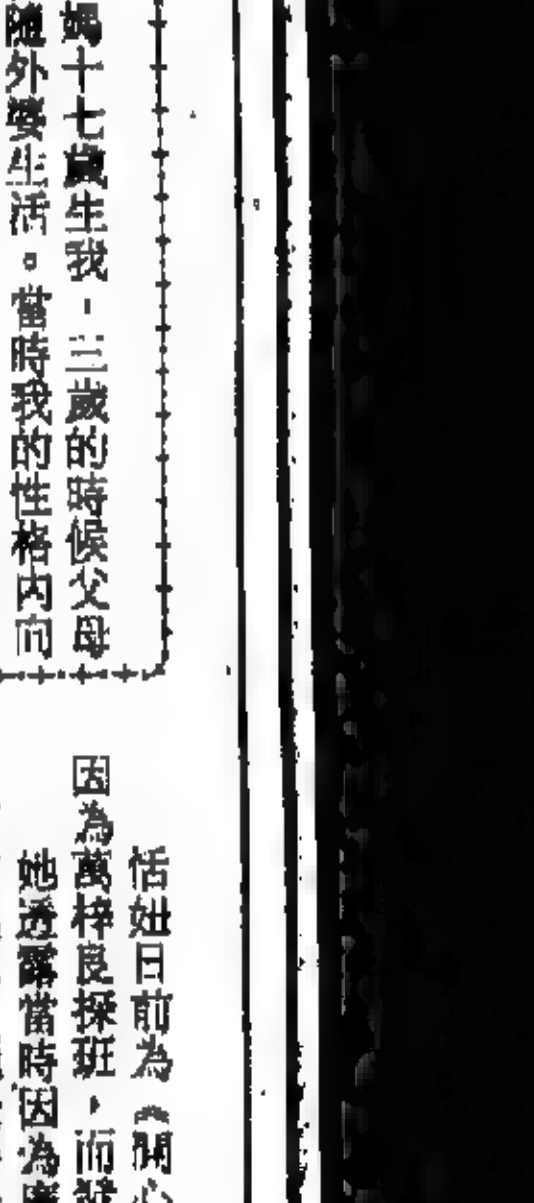 媽十七歲生我，三歲的時候父母
隨外婆生活。當時我的性格內向
恬妞日前為《開心
因為萬梓良探班，而
她透露當時因為